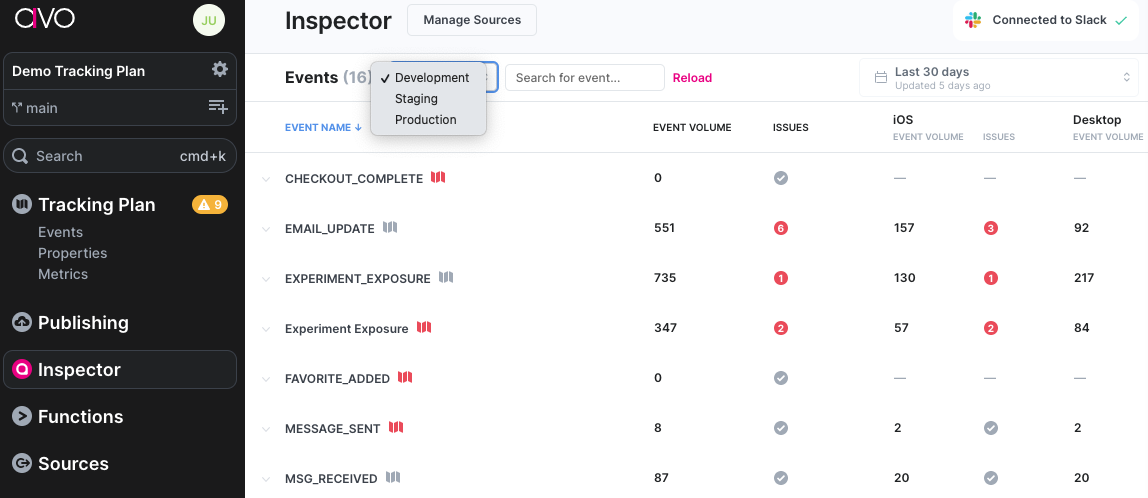 avo
JU
Demo Tracking Plan
main
Search cmd+k
Tracking Plan 9
Events
Properties
Metrics
Publishing
Inspector
Functions
Sources
Inspector Manage Sources Connected to Slack
Events (16) Search for event... Reload Last 30 days
Updated 5 days ago
Development
Staging
Production
EVENT NAME ↓ EVENT VOLUME ISSUES iOS Desktop
EVENT VOLUME ISSUES EVENT VOLUME
CHECKOUT_COMPLETE 0 — — —
EMAIL_UPDATE 551 6 157 3 92
EXPERIMENT_EXPOSURE 735 1 130 1 217
Experiment Exposure 347 2 57 2 84
FAVORITE_ADDED 0 — — —
MESSAGE_SENT 8 2 2
MSG_RECEIVED 87 20 20